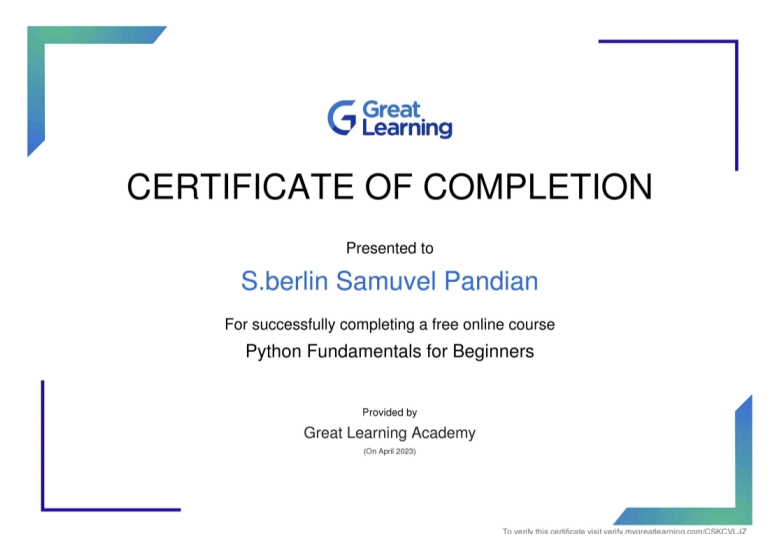 Great
Learning
CERTIFICATE OF COMPLETION
Presented to
S.berlin Samuvel Pandian
For successfully completing a free online course
Python Fundamentals for Beginners
Provided by
Great Learning Academy
(On April 2023)
To verify this certificate visit verify.mygreatlearning.com/CSKCVLJZ